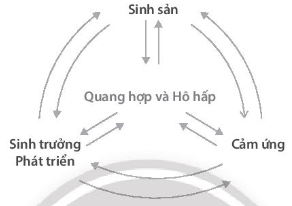 Sinh sản
Quang hợp và Hô hấp
Sinh trưởng
Phát triển
Cảm ứng